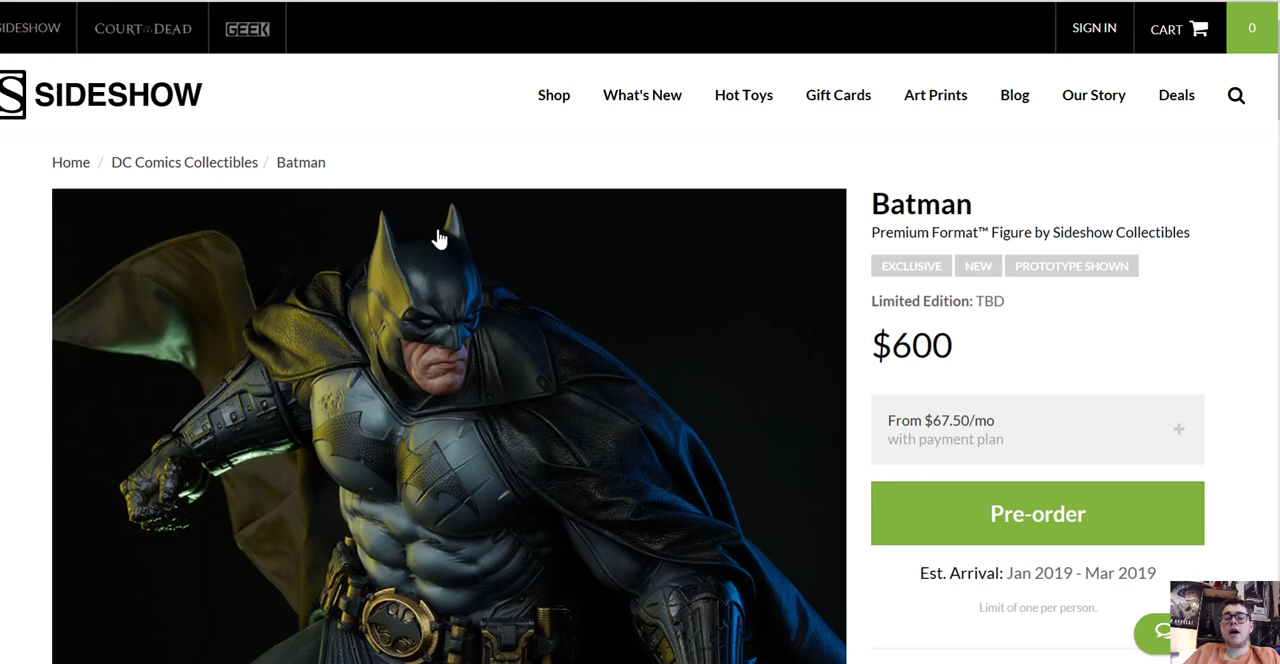 SIDESHOW
COURT OF THE DEAD
GEEK
SIGN IN
CART
0
S SIDESHOW
Shop
What's New
Hot Toys
Gift Cards
Art Prints
Blog
Our Story
Deals
Home / DC Comics Collectibles / Batman
Batman
Premium Format™ Figure by Sideshow Collectibles
EXCLUSIVE
NEW
PROTOTYPE SHOWN
Limited Edition: TBD
$600
From $67.50/mo
with payment plan
+
Pre-order
Est. Arrival: Jan 2019 - Mar 2019
Limit of one per person.